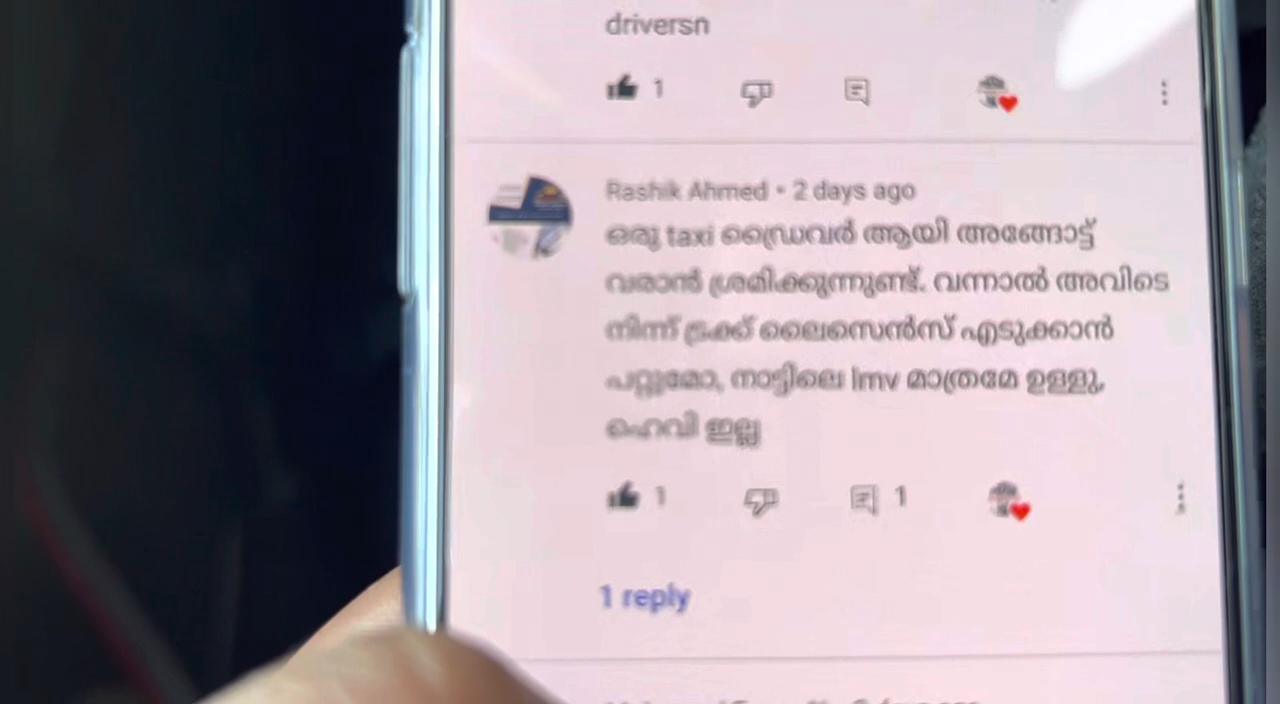 driversn
1
Rashik Ahmed • 2 days ago
ഒരു taxi ഡ്രൈവർ ആയി അങ്ങോട്ട്
വരാൻ ശ്രമിക്കുന്നുണ്ട്. വന്നാൽ അവിടെ
നിന്ന് ട്രക്ക് ലൈസെൻസ് എടുക്കാൻ
പറ്റുമോ, നാട്ടിലെ lmv മാത്രമേ ഉള്ളു,
ഹെവി ഇല്ല
1 1
1 reply